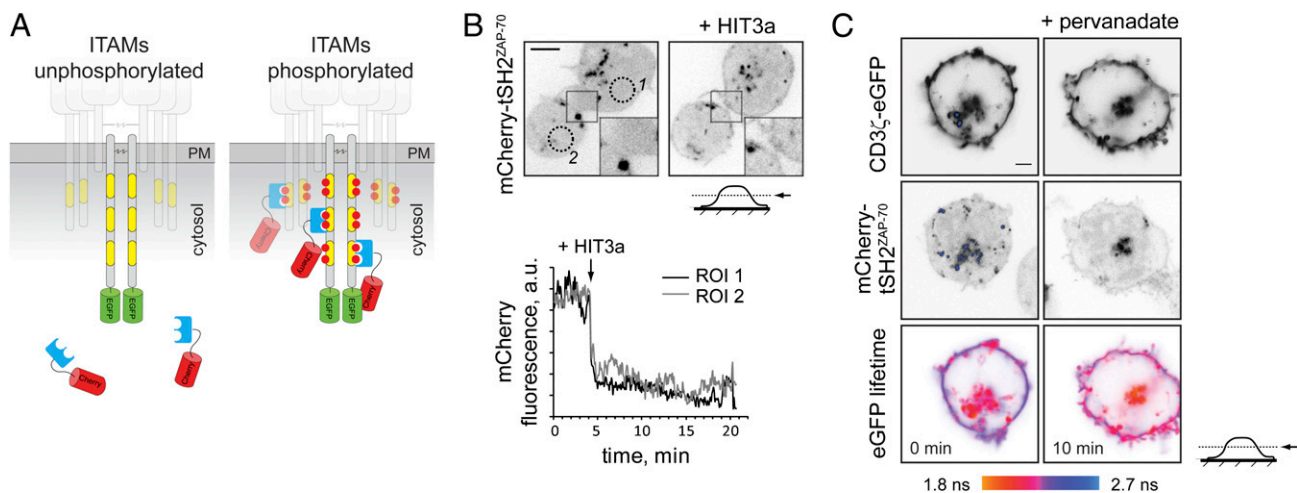 A
ITAMs
unphosphorylated
ITAMs
phosphorylated
PM
cytosol
EGFP
EGFP
Cherry
Cherry
PM
cytosol
Cherry
Cherry
Cherry
EGFP
EGFP
B
mCherry-tSH2ZAP-70
+ HIT3a
1
2
+ HIT3a
ROI 1
ROI 2
mCherry
fluorescence, a.u.
0
5
10
15
20
time, min
C
+ pervanadate
CD3ζ-eGFP
mCherry-
tSH2ZAP-70
eGFP lifetime
0 min
10 min
1.8 ns
2.7 ns